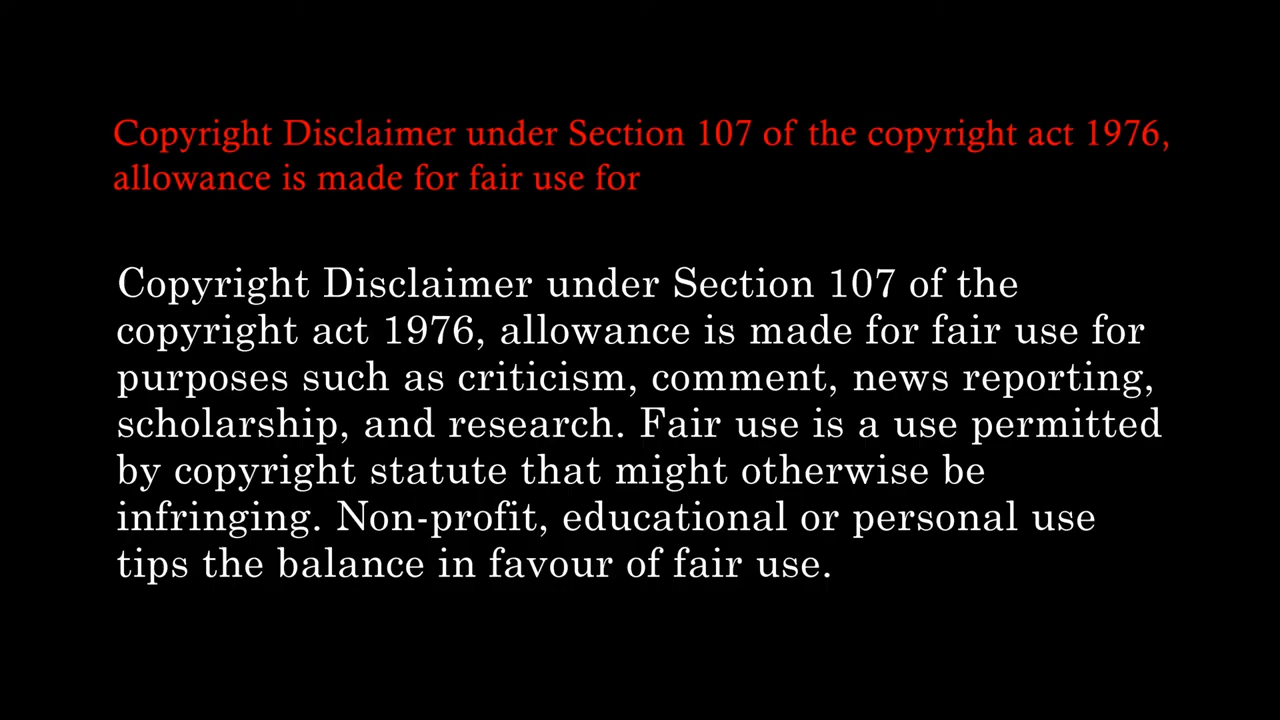 Copyright Disclaimer under Section 107 of the copyright act 1976,
allowance is made for fair use for
Copyright Disclaimer under Section 107 of the
copyright act 1976, allowance is made for fair use for
purposes such as criticism, comment, news reporting,
scholarship, and research. Fair use is a use permitted
by copyright statute that might otherwise be
infringing. Non-profit, educational or personal use
tips the balance in favour of fair use.